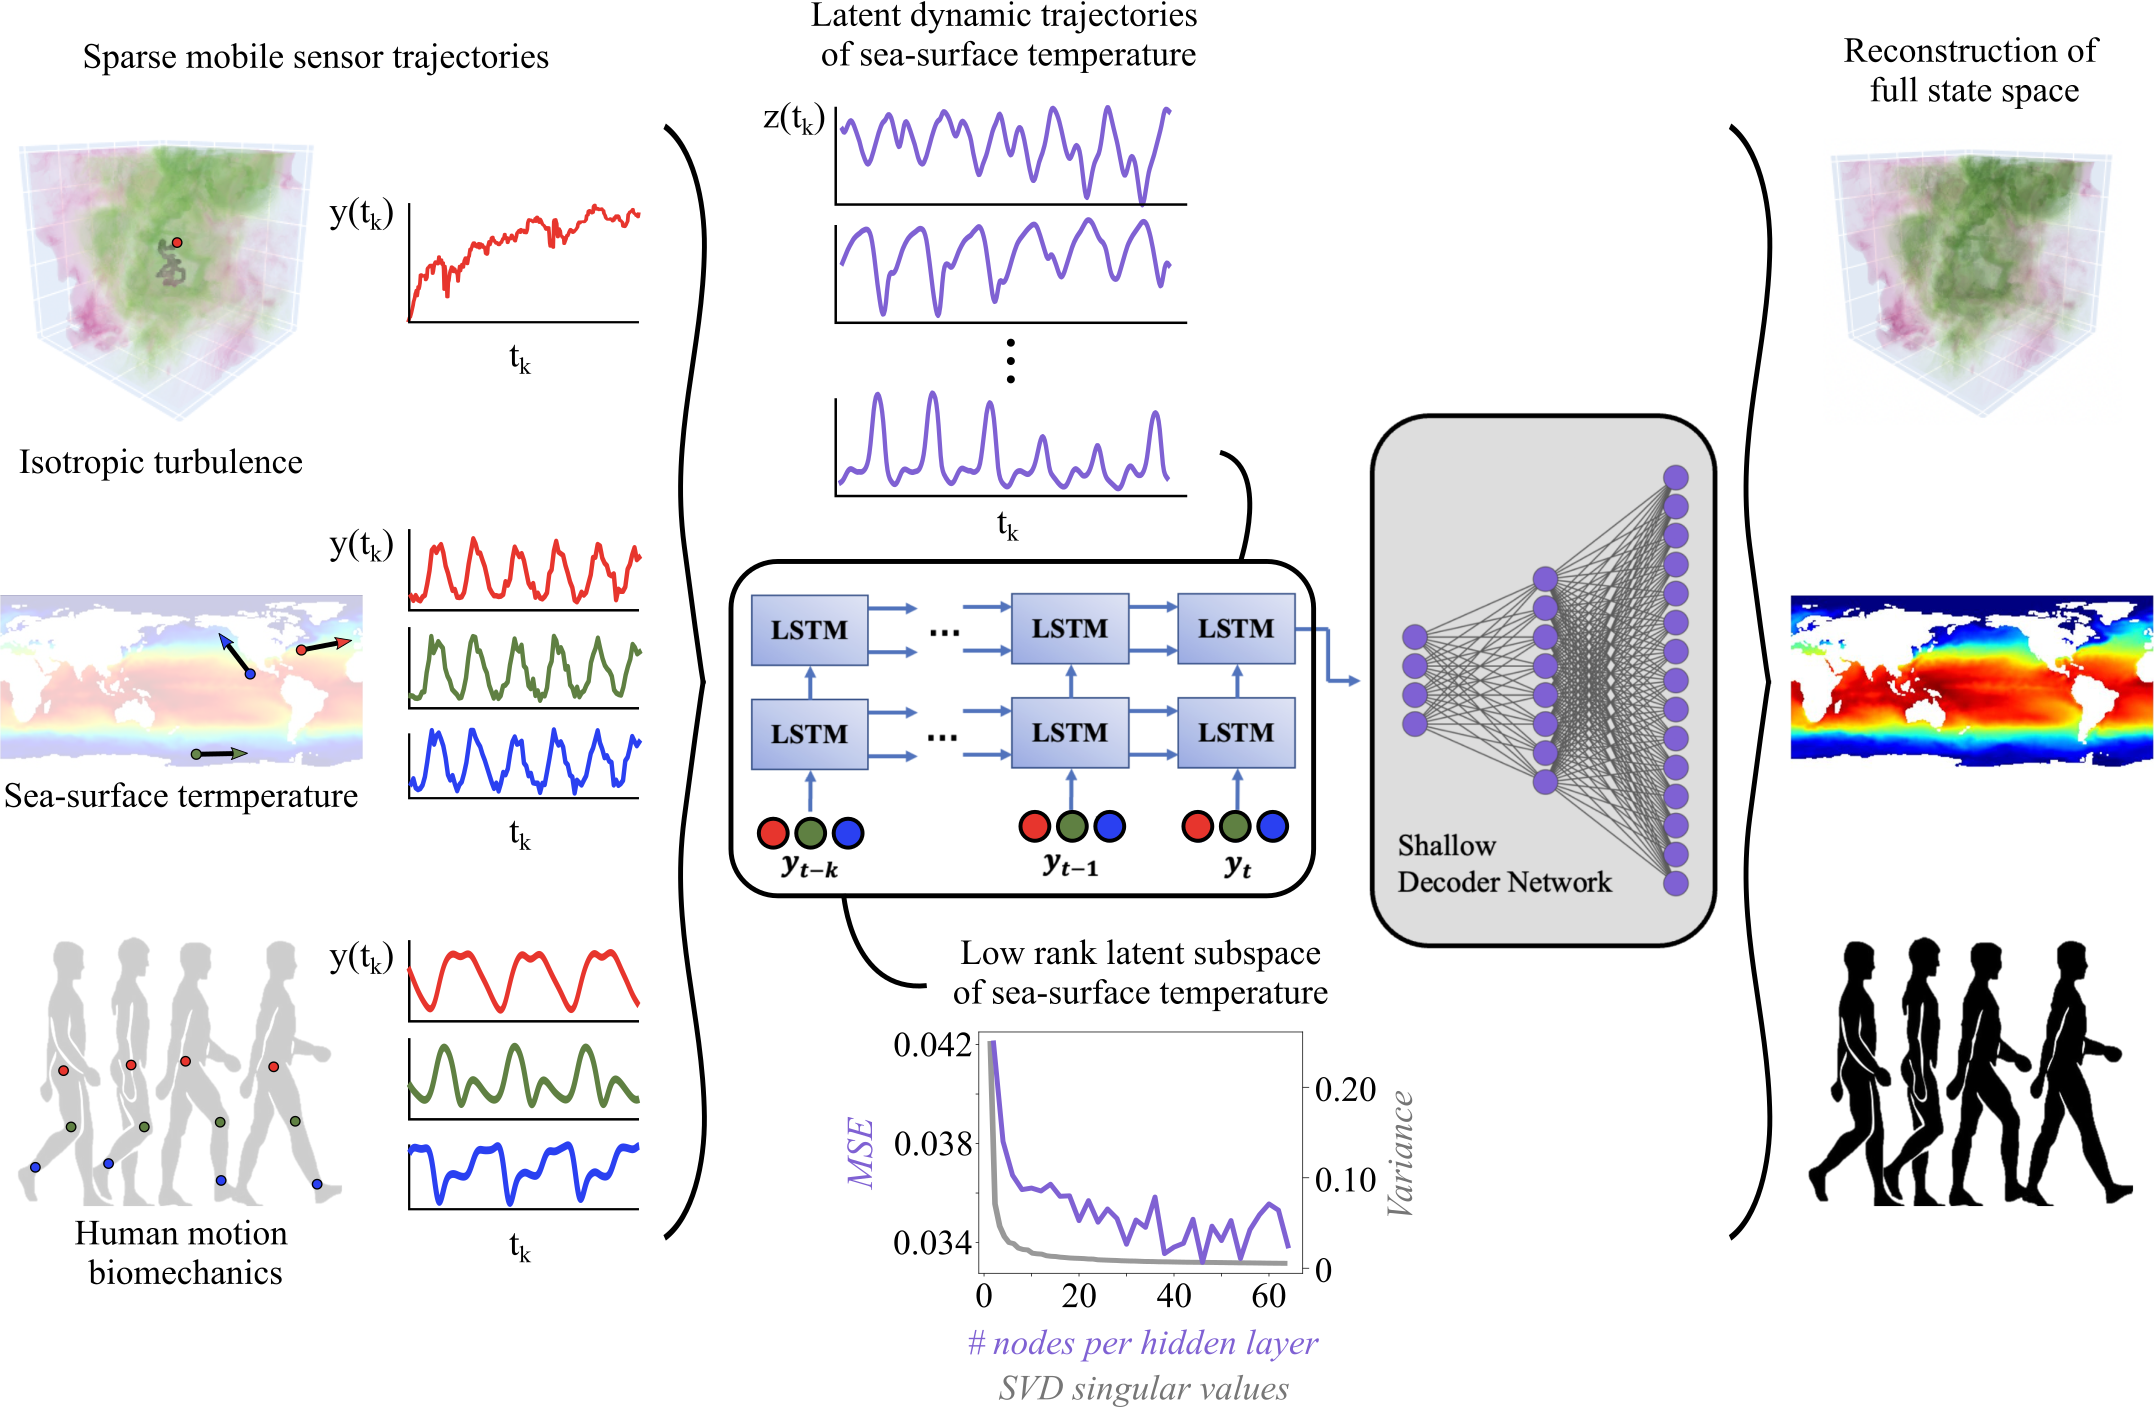 Sparse mobile sensor trajectories
y(tk)
tk
Isotropic turbulence
y(tk)
tk
Sea-surface termperature
y(tk)
tk
Human motion
biomechanics
Latent dynamic trajectories
of sea-surface temperature
z(tk)
tk
LSTM
...
LSTM
LSTM
LSTM
...
LSTM
LSTM
yt−k
yt−1
yt
Low rank latent subspace
of sea-surface temperature
0.042
0.038
0.034
MSE
0.20
0.10
0
Variance
0
20
40
60
# nodes per hidden layer
SVD singular values
Shallow
Decoder Network
Reconstruction of
full state space